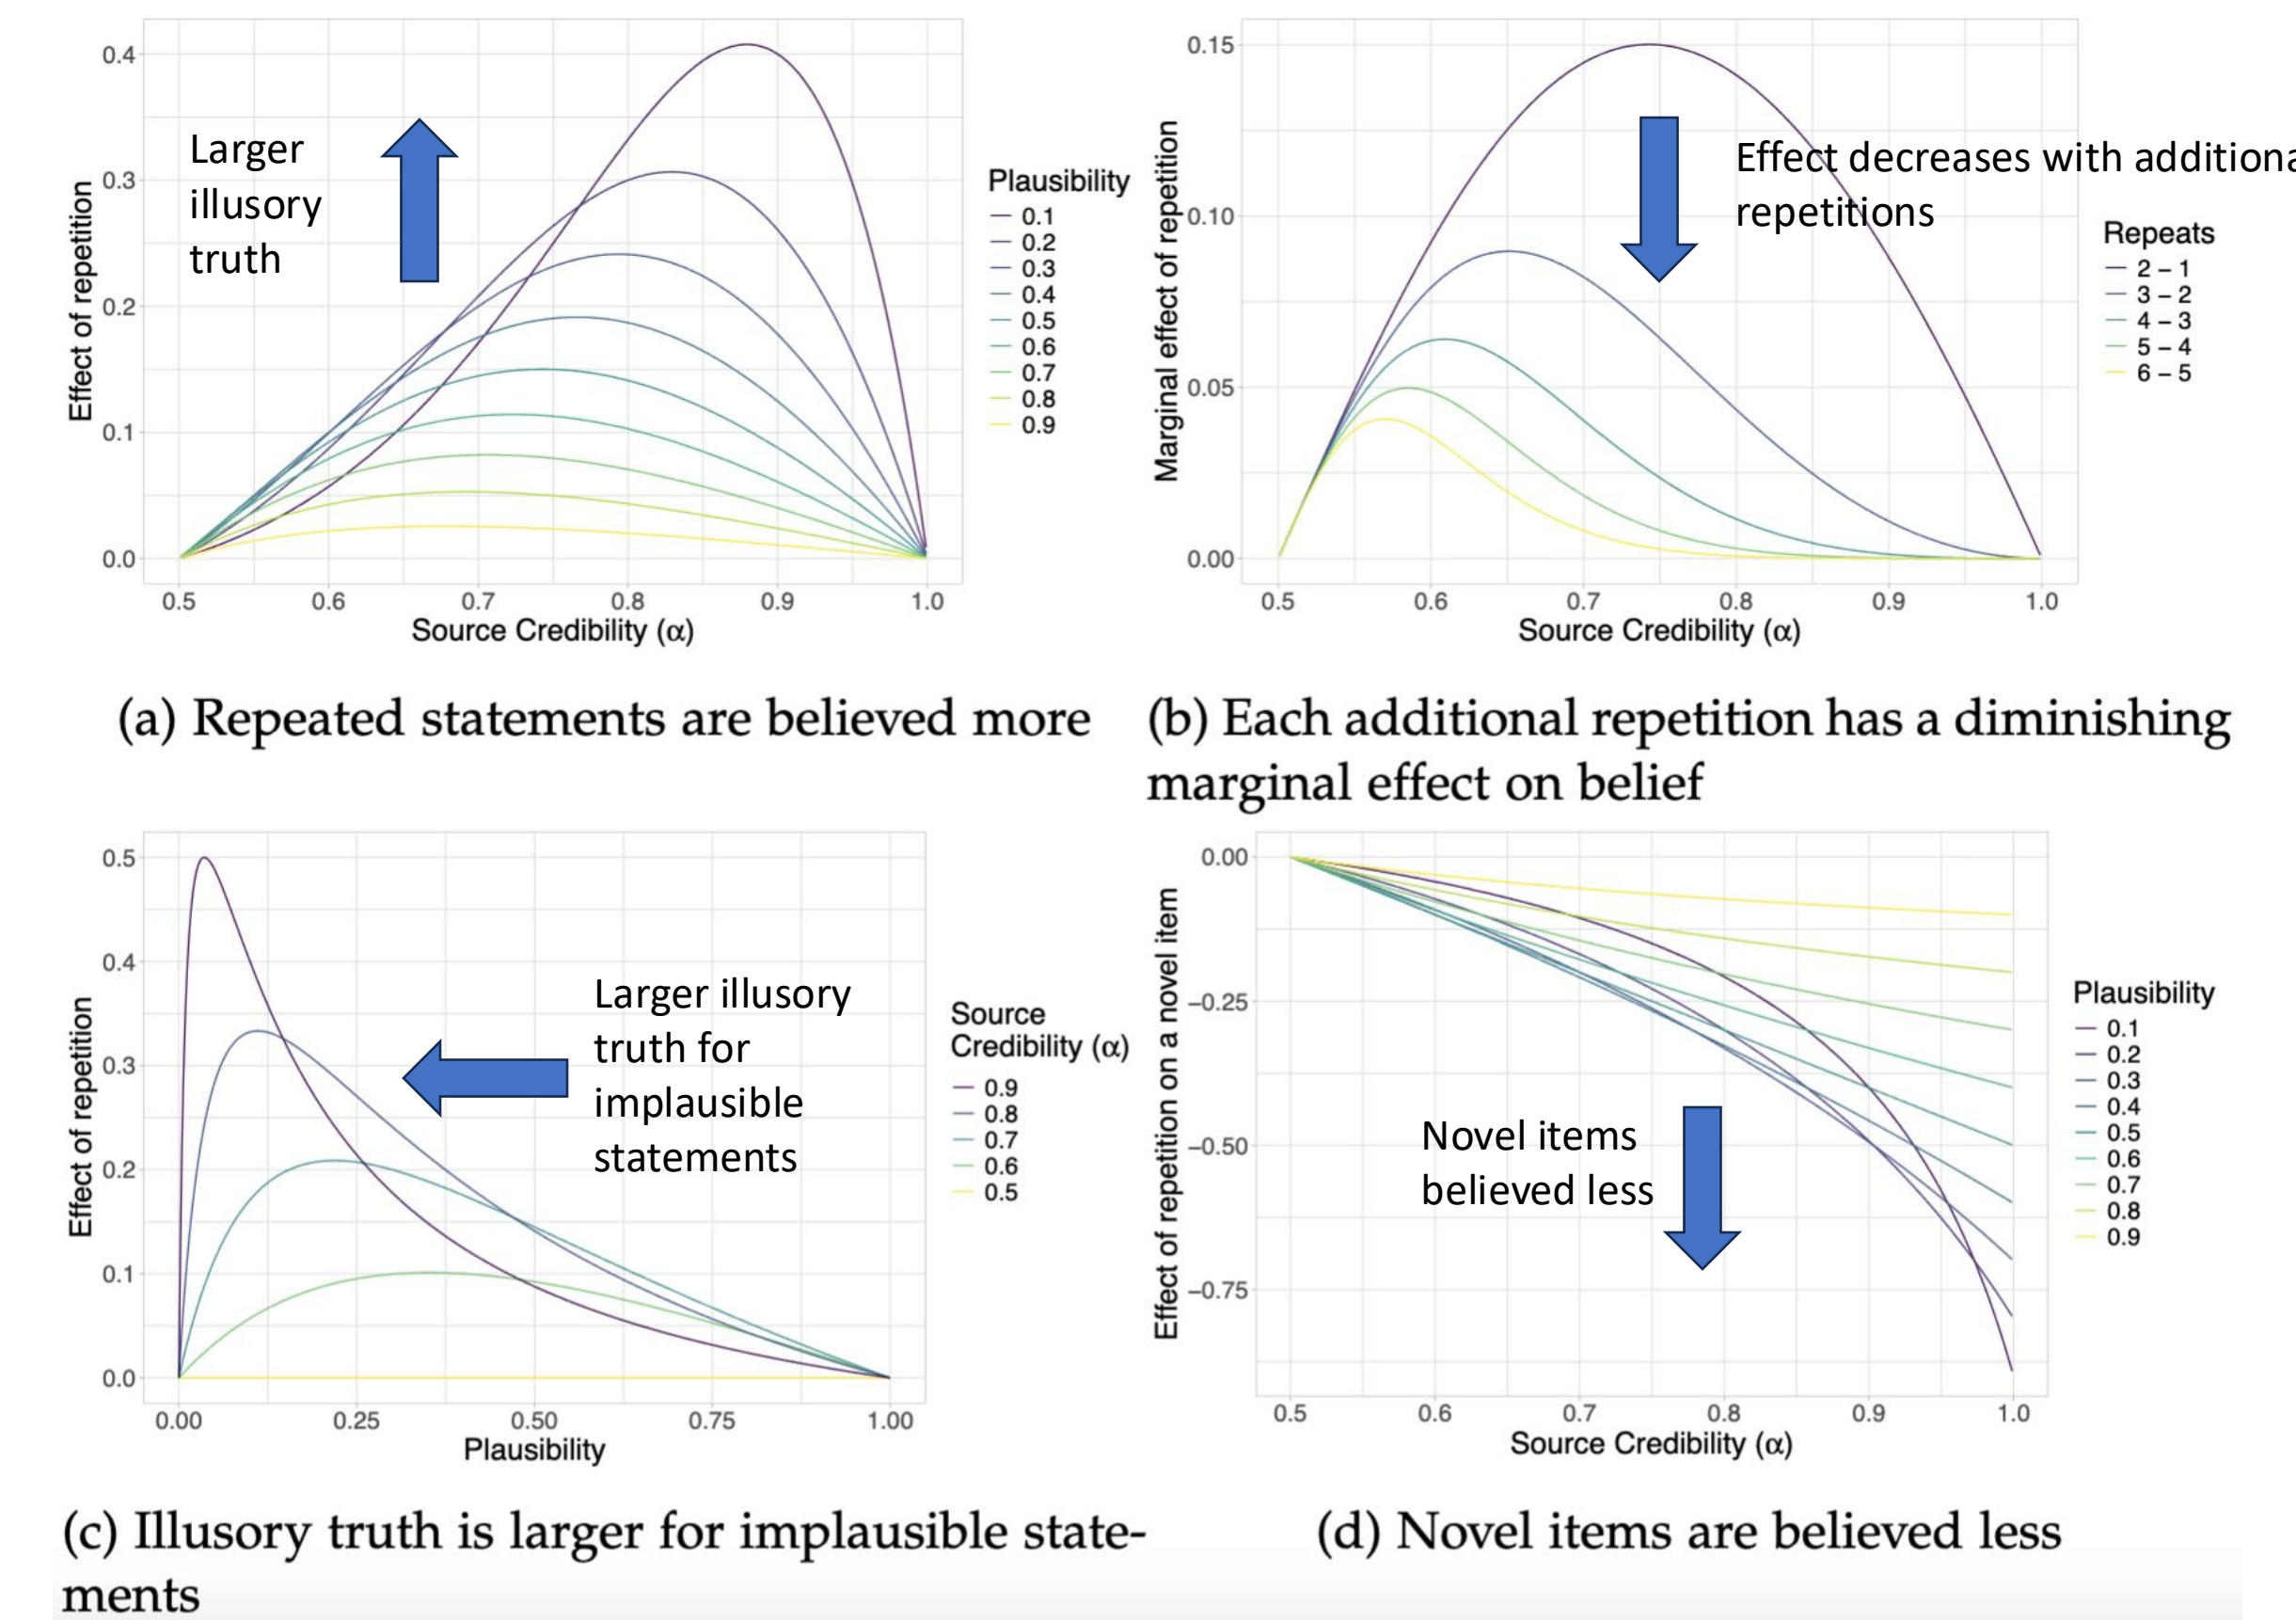 0.4
0.3
0.2
0.1
0.0
Effect of repetition
Larger
illusory
truth
0.5 0.6 0.7 0.8 0.9 1.0
Source Credibility (α)
Plausibility
0.1
0.2
0.3
0.4
0.5
0.6
0.7
0.8
0.9
(a) Repeated statements are believed more
0.15
0.10
0.05
0.00
Marginal effect of repetition
Effect decreases with additiona
repetitions
0.5 0.6 0.7 0.8 0.9 1.0
Source Credibility (α)
Repeats
2 – 1
3 – 2
4 – 3
5 – 4
6 – 5
(b) Each additional repetition has a diminishing
marginal effect on belief
0.5
0.4
0.3
0.2
0.1
0.0
Effect of repetition
Larger illusory
truth for
implausible
statements
0.00 0.25 0.50 0.75 1.00
Plausibility
Source
Credibility (α)
0.9
0.8
0.7
0.6
0.5
(c) Illusory truth is larger for implausible state-
ments
0.00
−0.25
−0.50
−0.75
Effect of repetition on a novel item
Novel items
believed less
0.5 0.6 0.7 0.8 0.9 1.0
Source Credibility (α)
Plausibility
0.1
0.2
0.3
0.4
0.5
0.6
0.7
0.8
0.9
(d) Novel items are believed less